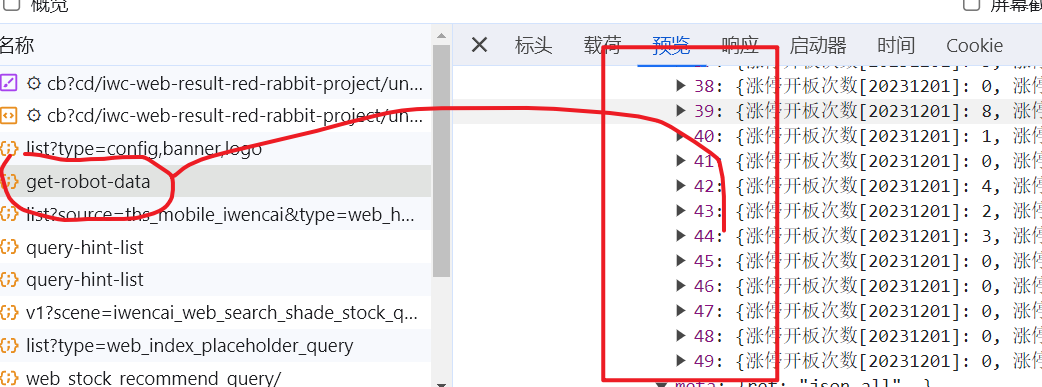 概览
屏幕截
名称
标头 载荷 预览 响应 启动器 时间 Cookie
cb?cd/iwc-web-result-red-rabbit-project/un...
cb?cd/iwc-web-result-red-rabbit-project/un...
list?type=config,banner,logo
get-robot-data
list?source=ths_mobile_iwencai&type=web_h...
query-hint-list
query-hint-list
v1?scene=iwencai_web_search_shade_stock_q...
list?type=web_index_placeholder_query
web_stock_recommend_query/
38: {涨停开板次数[20231201]: 0, 涨停
39: {涨停开板次数[20231201]: 8, 涨停
40: {涨停开板次数[20231201]: 1, 涨停
41: {涨停开板次数[20231201]: 0, 涨停
42: {涨停开板次数[20231201]: 4, 涨停
43: {涨停开板次数[20231201]: 2, 涨停
44: {涨停开板次数[20231201]: 3, 涨停
45: {涨停开板次数[20231201]: 0, 涨停
46: {涨停开板次数[20231201]: 0, 涨停
47: {涨停开板次数[20231201]: 0, 涨停
48: {涨停开板次数[20231201]: 0, 涨停
49: {涨停开板次数[20231201]: 0, 涨停
meta: {ret: "json_all",…}